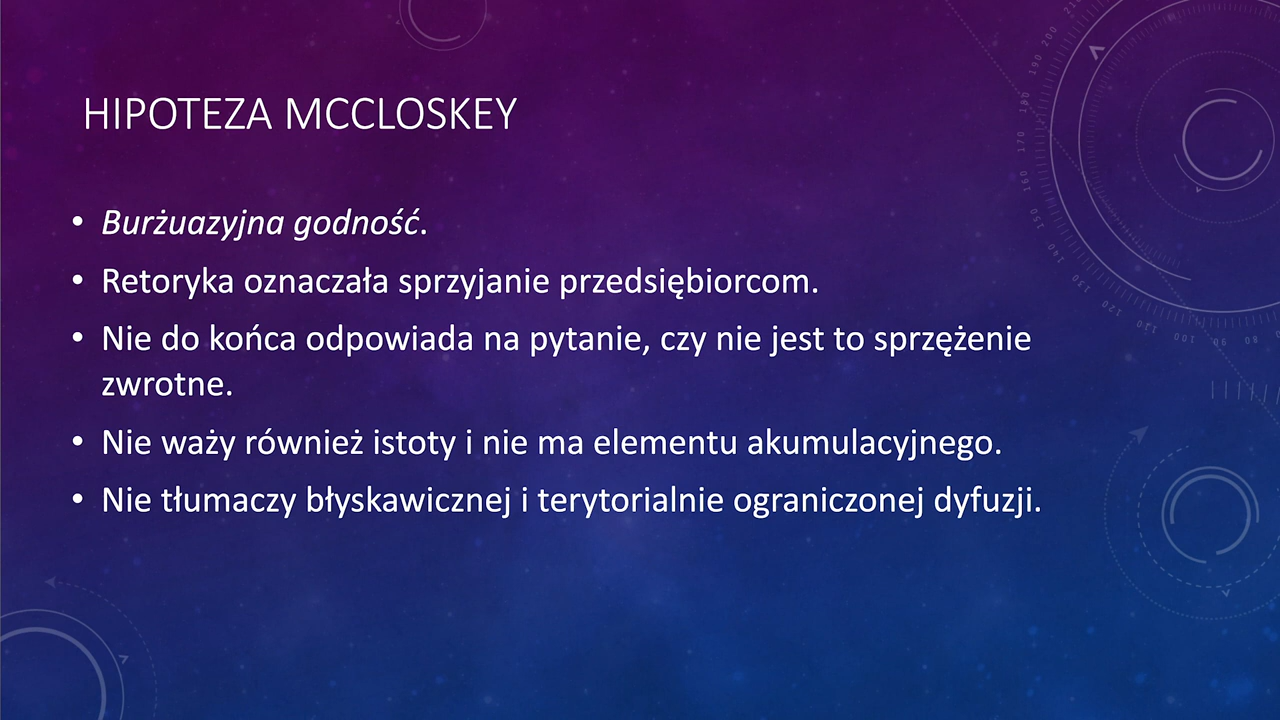 HIPOTEZA MCCLOSKEY
• Burżuazyjna godność.
• Retoryka oznaczała sprzyjanie przedsiębiorcom.
• Nie do końca odpowiada na pytanie, czy nie jest to sprzężenie
zwrotne.
• Nie waży również istoty i nie ma elementu akumulacyjnego.
• Nie tłumaczy błyskawicznej i terytorialnie ograniczonej dyfuzji.